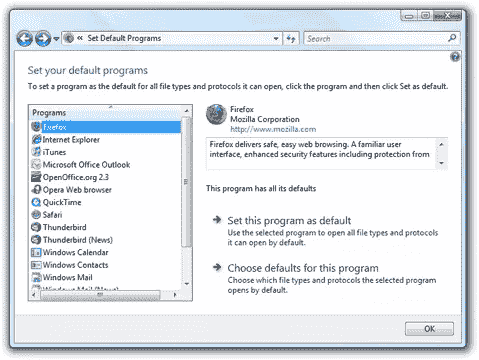 « Set Default Programs
Search
Set your default programs
To set a program as the default for all file types and protocols it can open, click the program and then click Set as default.
Programs
Firefox
Internet Explorer
iTunes
Microsoft Office Outlook
OpenOffice.org 2.3
Opera Web browser
QuickTime
Safari
Thunderbird
Thunderbird (News)
Windows Calendar
Windows Contacts
Windows Mail
Windows Mail (News)
Firefox
Mozilla Corporation
http://www.mozilla.com
Firefox delivers safe, easy web browsing. A familiar user
interface, enhanced security features including protection from
This program has all its defaults
Set this program as default
Use the selected program to open all file types and protocols
it can open by default.
Choose defaults for this program
Choose which file types and protocols the selected program
opens by default.
OK